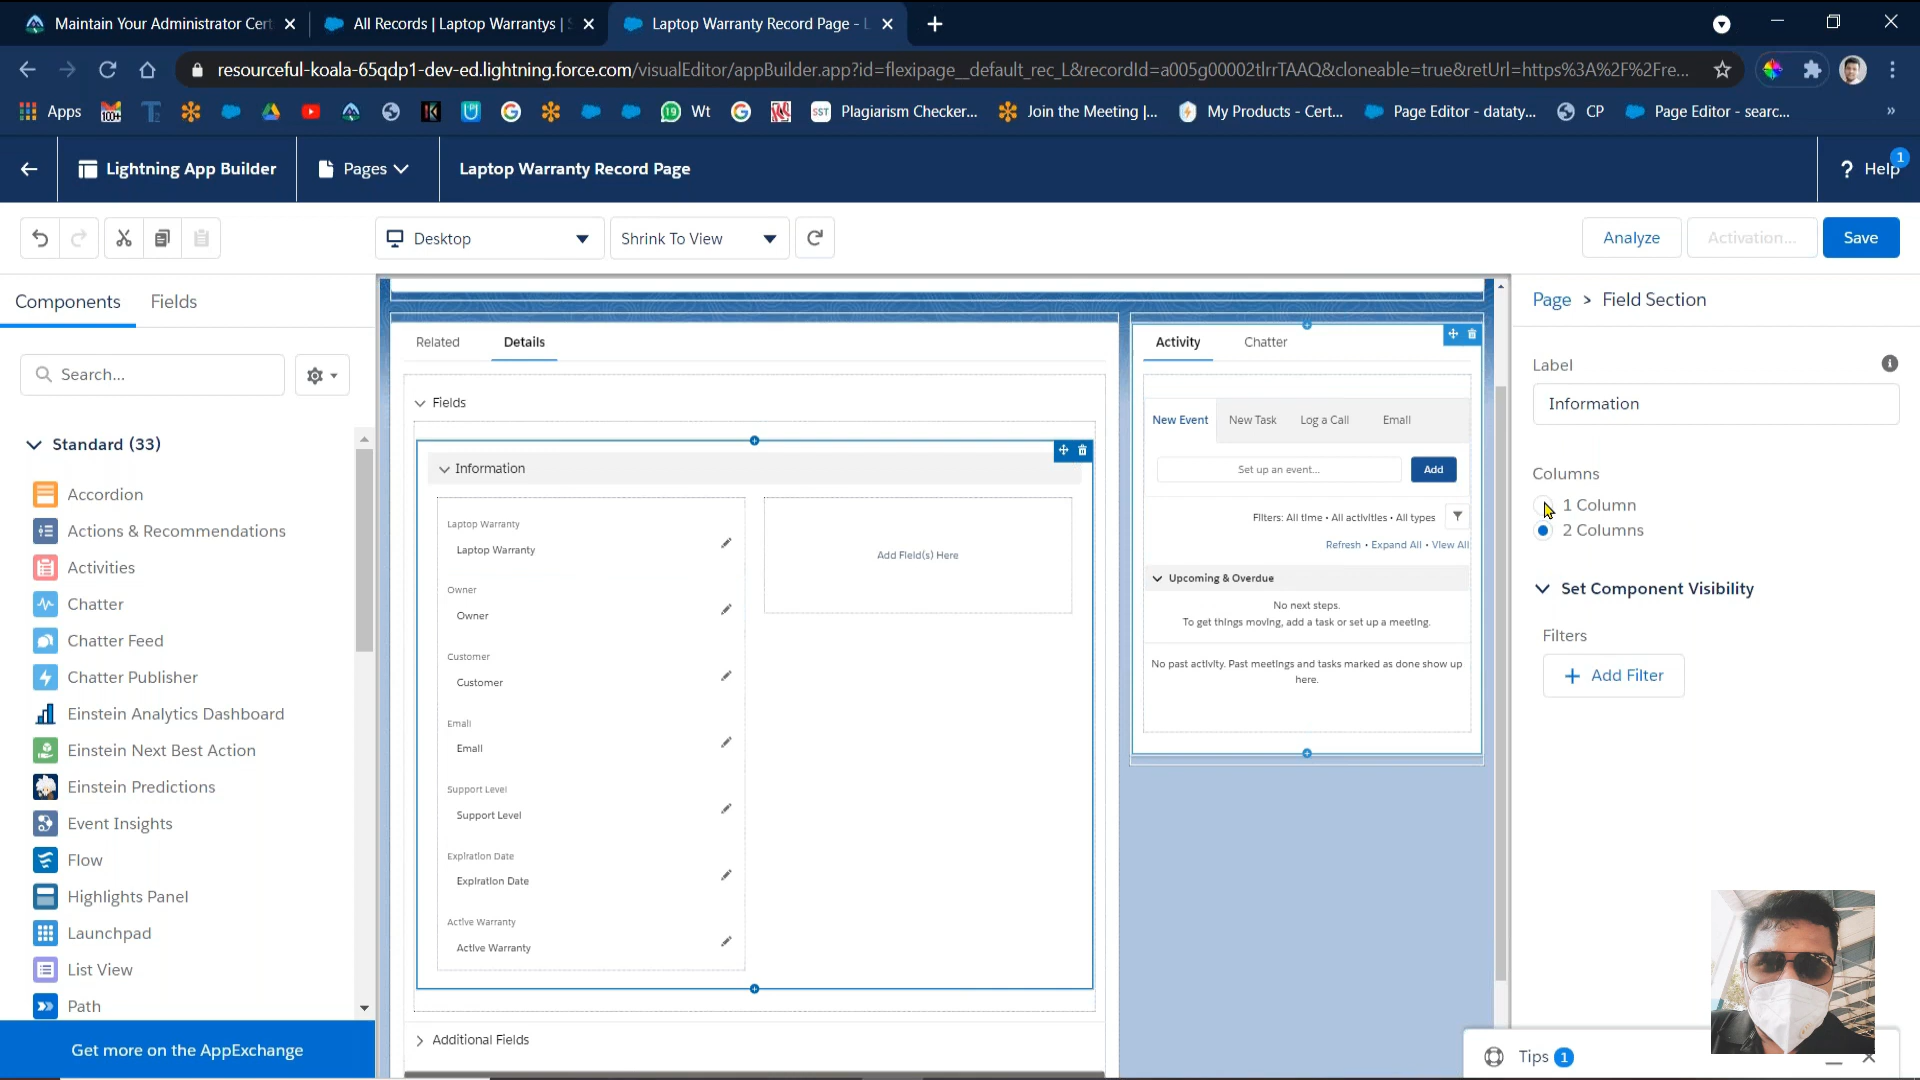 Maintain Your Administrator Cert
All Records | Laptop Warrantys | S
Laptop Warranty Record Page - L
resourceful-koala-65qdp1-dev-ed.lightning.force.com/visualEditor/appBuilder.app?id=flexipage__default_rec_L&recordId=a005g00002tlrrTAAQ&cloneable=true&retUrl=https%3A%2F%2Fre...
Apps
100+
19 Wt
SST Plagiarism Checker...
Join the Meeting |...
My Products - Cert...
Page Editor - dataty...
CP
Page Editor - searc...
»
Lightning App Builder
Pages
Laptop Warranty Record Page
? Help
1
Desktop
Shrink To View
Analyze
Activation...
Save
Components
Fields
Search...
Standard (33)
Accordion
Actions & Recommendations
Activities
Chatter
Chatter Feed
Chatter Publisher
Einstein Analytics Dashboard
Einstein Next Best Action
Einstein Predictions
Event Insights
Flow
Highlights Panel
Launchpad
List View
Path
Get more on the AppExchange
Related
Details
Fields
Information
Laptop Warranty
Laptop Warranty
Owner
Owner
Customer
Customer
Email
Email
Support Level
Support Level
Expiration Date
Expiration Date
Active Warranty
Active Warranty
Add Field(s) Here
Additional Fields
Activity
Chatter
New Event
New Task
Log a Call
Email
Set up an event...
Add
Filters: All time • All activities • All types
Refresh • Expand All • View All
Upcoming & Overdue
No next steps.
To get things moving, add a task or set up a meeting.
No past activity. Past meetings and tasks marked as done show up
here.
Page > Field Section
Label
Information
Columns
1 Column
2 Columns
Set Component Visibility
Filters
+ Add Filter
Tips 1